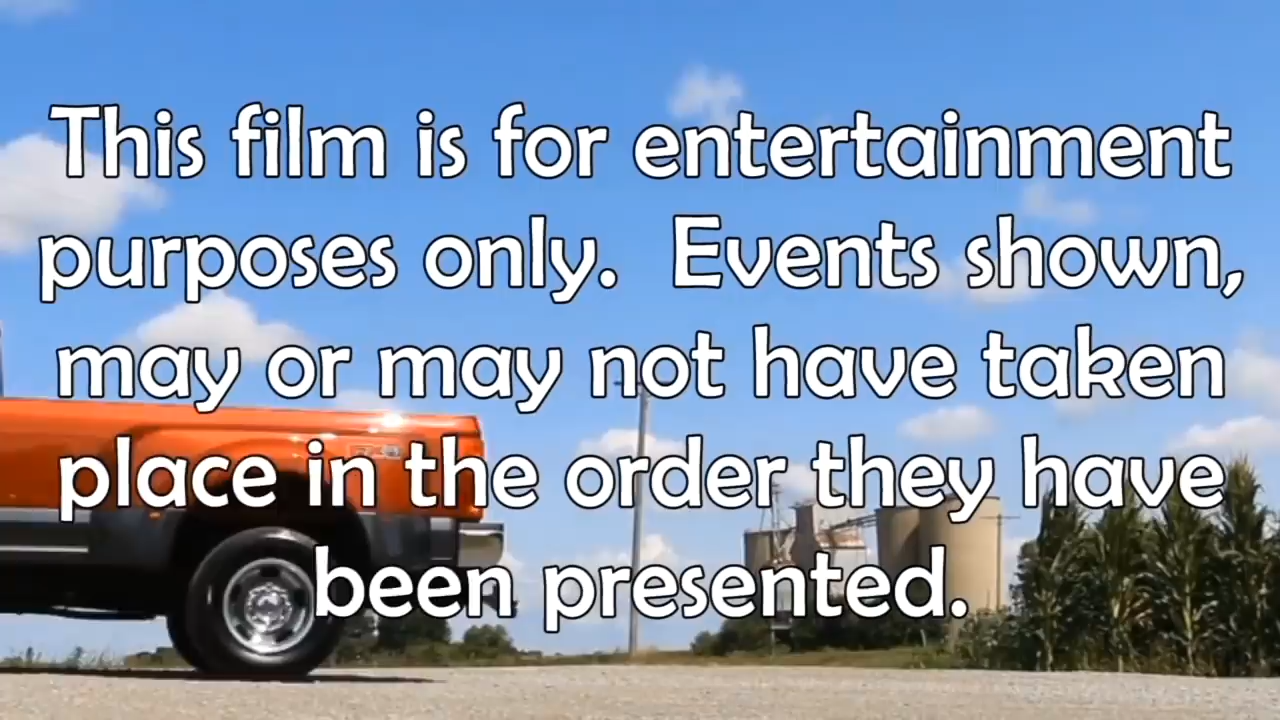 This film is for entertainment
purposes only.  Events shown,
may or may not have taken
place in the order they have
been presented.